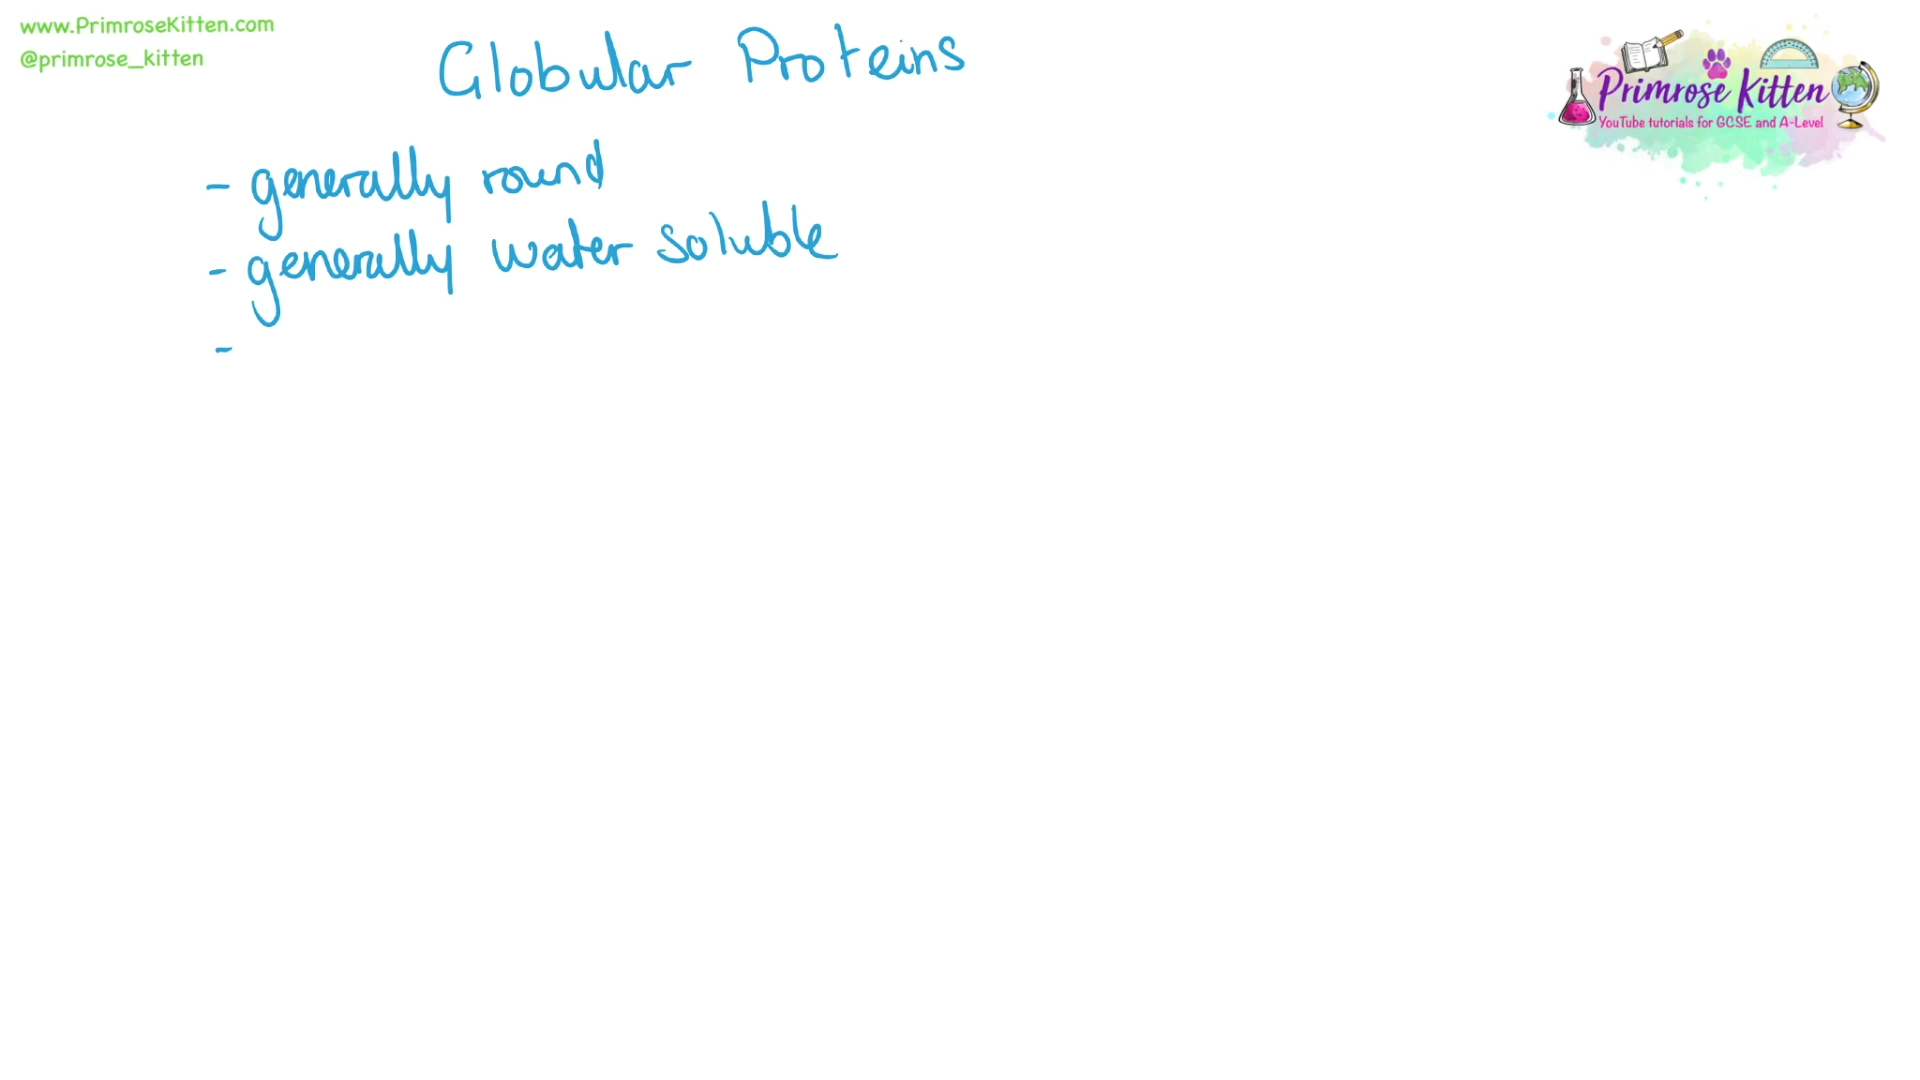 www.PrimroseKitten.com
@primrose_kitten
Globular Proteins
Primrose Kitten
YouTube tutorials for GCSE and A-Level
- generally round
- generally water soluble
-